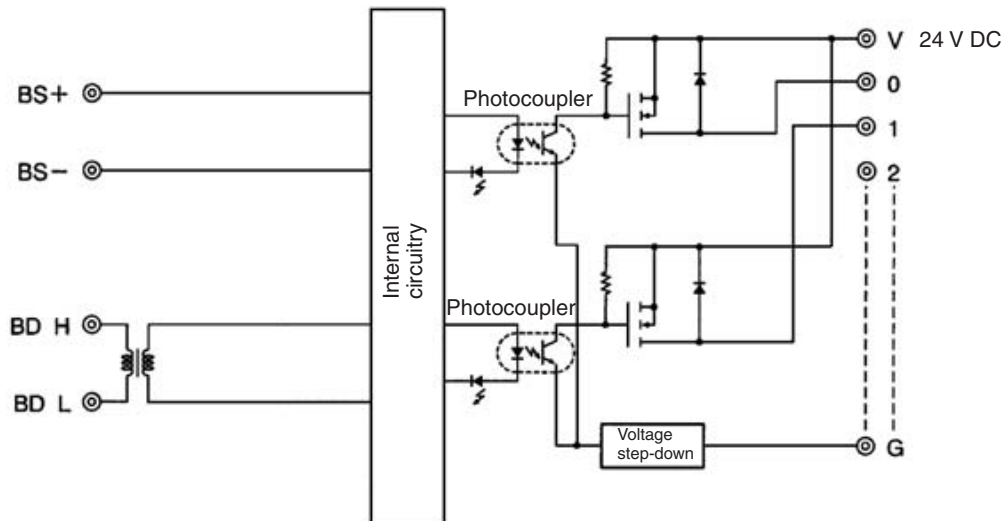 V 24 V DC
BS+
0
Photocoupler
1
BS−
2
Internal
circuitry
Photocoupler
BD H
BD L
Voltage
step-down
G